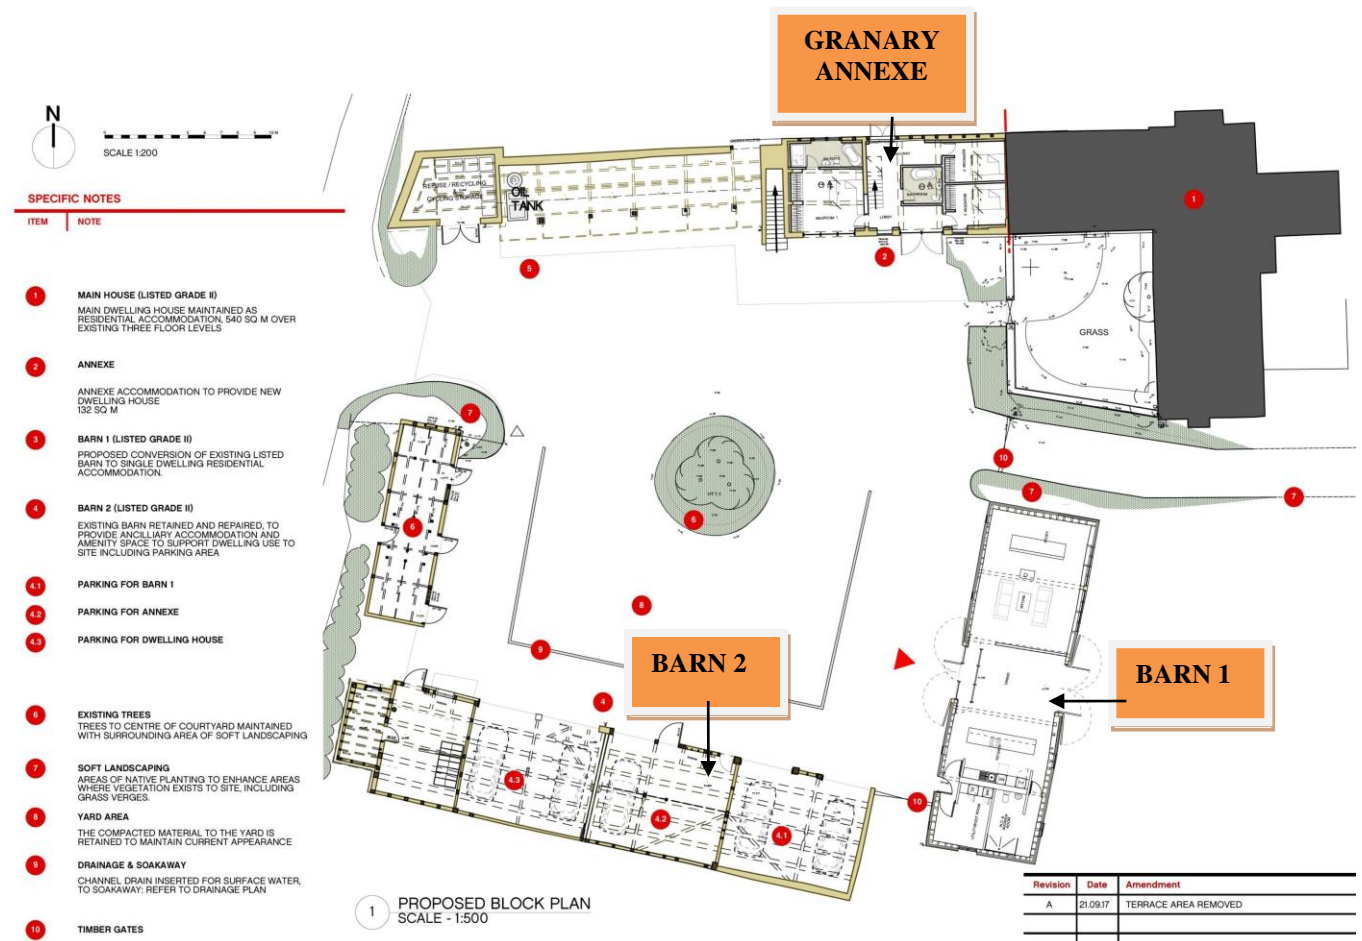 GRANARY
ANNEXE
N
SCALE 1:200
SPECIFIC NOTES
ITEM NOTE
1 MAIN HOUSE (LISTED GRADE II)
MAIN DWELLING HOUSE MAINTAINED AS
RESIDENTIAL ACCOMMODATION, 540 SQ M OVER
EXISTING THREE FLOOR LEVELS
2 ANNEXE
ANNEXE ACCOMMODATION TO PROVIDE NEW
DWELLING HOUSE
132 SQ M
3 BARN 1 (LISTED GRADE II)
PROPOSED CONVERSION OF EXISTING LISTED
BARN TO SINGLE DWELLING RESIDENTIAL
ACCOMMODATION.
4 BARN 2 (LISTED GRADE II)
EXISTING BARN RETAINED AND REPAIRED, TO
PROVIDE ANCILLIARY ACCOMMODATION AND
AMENITY SPACE TO SUPPORT DWELLING USE TO
SITE INCLUDING PARKING AREA
4.1 PARKING FOR BARN 1
4.2 PARKING FOR ANNEXE
4.3 PARKING FOR DWELLING HOUSE
6 EXISTING TREES
TREES TO CENTRE OF COURTYARD MAINTAINED
WITH SURROUNDING AREA OF SOFT LANDSCAPING
7 SOFT LANDSCAPING
AREAS OF NATIVE PLANTING TO ENHANCE AREAS
WHERE VEGETATION EXISTS TO SITE, INCLUDING
GRASS VERGES.
8 YARD AREA
THE COMPACTED MATERIAL TO THE YARD IS
RETAINED TO MAINTAIN CURRENT APPEARANCE
9 DRAINAGE & SOAKAWAY
CHANNEL DRAIN INSERTED FOR SURFACE WATER,
TO SOAKAWAY: REFER TO DRAINAGE PLAN
10 TIMBER GATES
REFUSE / RECYCLING
CYCLING STORAGE
OIL
TANK
BEDROOM 1
LOBBY
1
2
5
GRASS
7
10
7
7
6
6
8
9
4
BARN 2
BARN 1
4.3
4.2
4.1
10
1 PROPOSED BLOCK PLAN
SCALE - 1:500
Revision Date Amendment
A 21.09.17 TERRACE AREA REMOVED